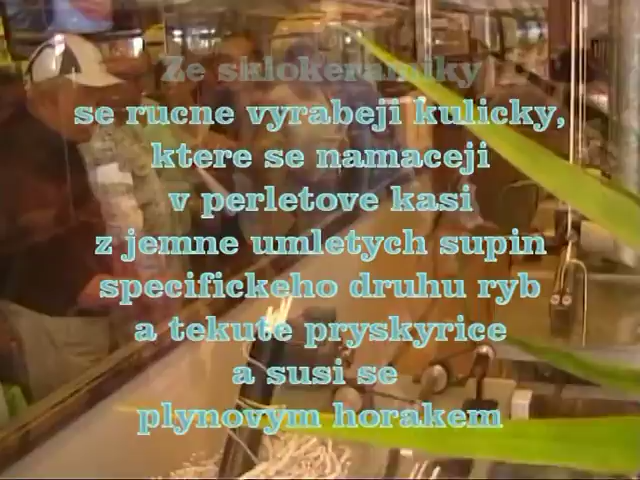 Ze sklokeramiky
se rucne vyrabeji kulicky,
ktere se namaceji
v perletove kasi
z jemne umletych supin
specifickeho druhu ryb
a tekute pryskyrice
a susi se
plynovym horakem